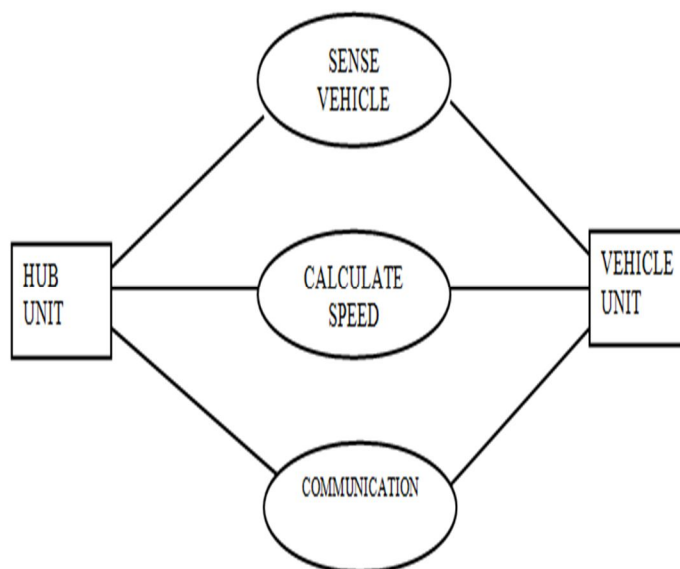 SENSE
VEHICLE
HUB
UNIT
CALCULATE
SPEED
VEHICLE
UNIT
COMMUNICATION